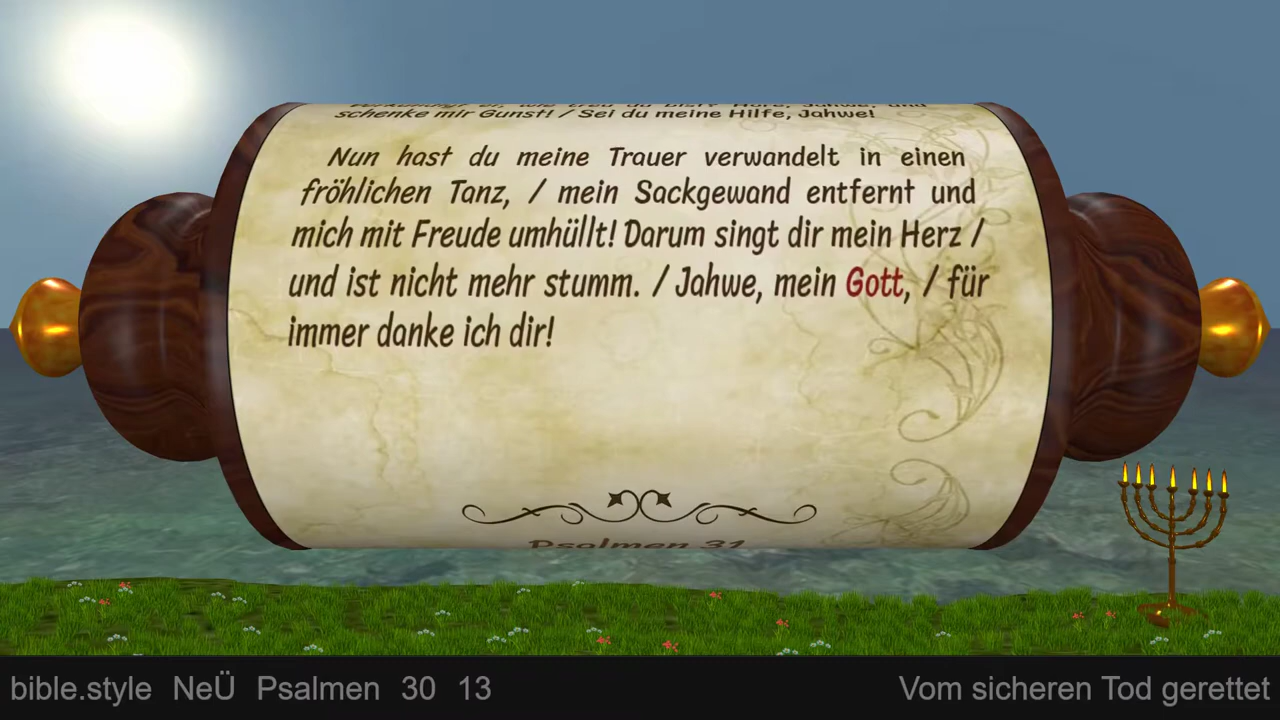 schenke mir Gunst! / Sei du meine Hilfe, Jahwe!
Nun hast du meine Trauer verwandelt in einen
fröhlichen Tanz, / mein Sackgewand entfernt und
mich mit Freude umhüllt! Darum singt dir mein Herz /
und ist nicht mehr stumm. / Jahwe, mein Gott, / für
immer danke ich dir!
Psalmen 31
bible.style NeÜ Psalmen 30 13
Vom sicheren Tod gerettet